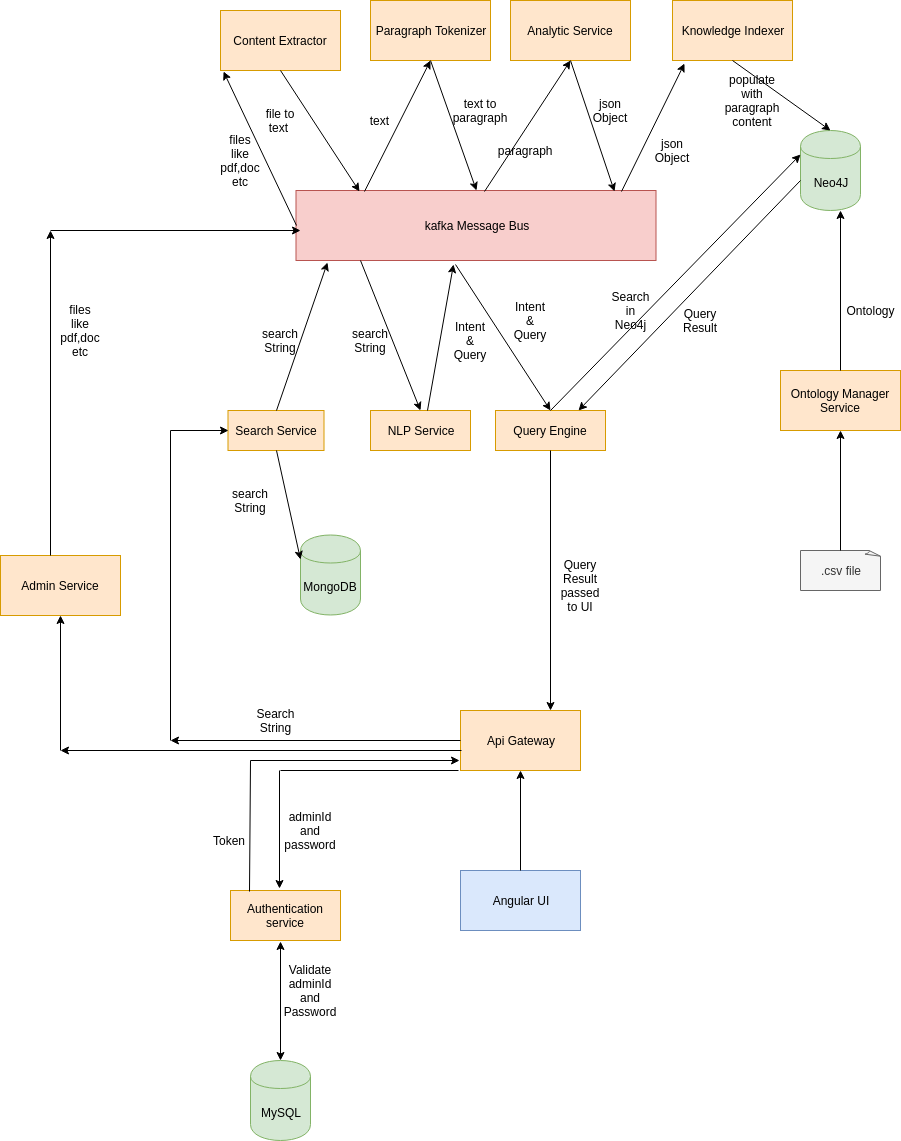 Content Extractor
Paragraph Tokenizer
Analytic Service
Knowledge Indexer
files
like
pdf,doc
etc
file to
text
text
text to
paragraph
paragraph
json
Object
json
Object
populate
with
paragraph
content
Neo4J
kafka Message Bus
files
like
pdf,doc
etc
search
String
search
String
Intent
&
Query
Intent
&
Query
Search
in
Neo4j
Query
Result
Ontology
Ontology Manager
Service
Search Service
NLP Service
Query Engine
search
String
MongoDB
Admin Service
Query
Result
passed
to UI
.csv file
Search
String
Api Gateway
Token
adminId
and
password
Authentication
service
Angular UI
Validate
adminId
and
Password
MySQL